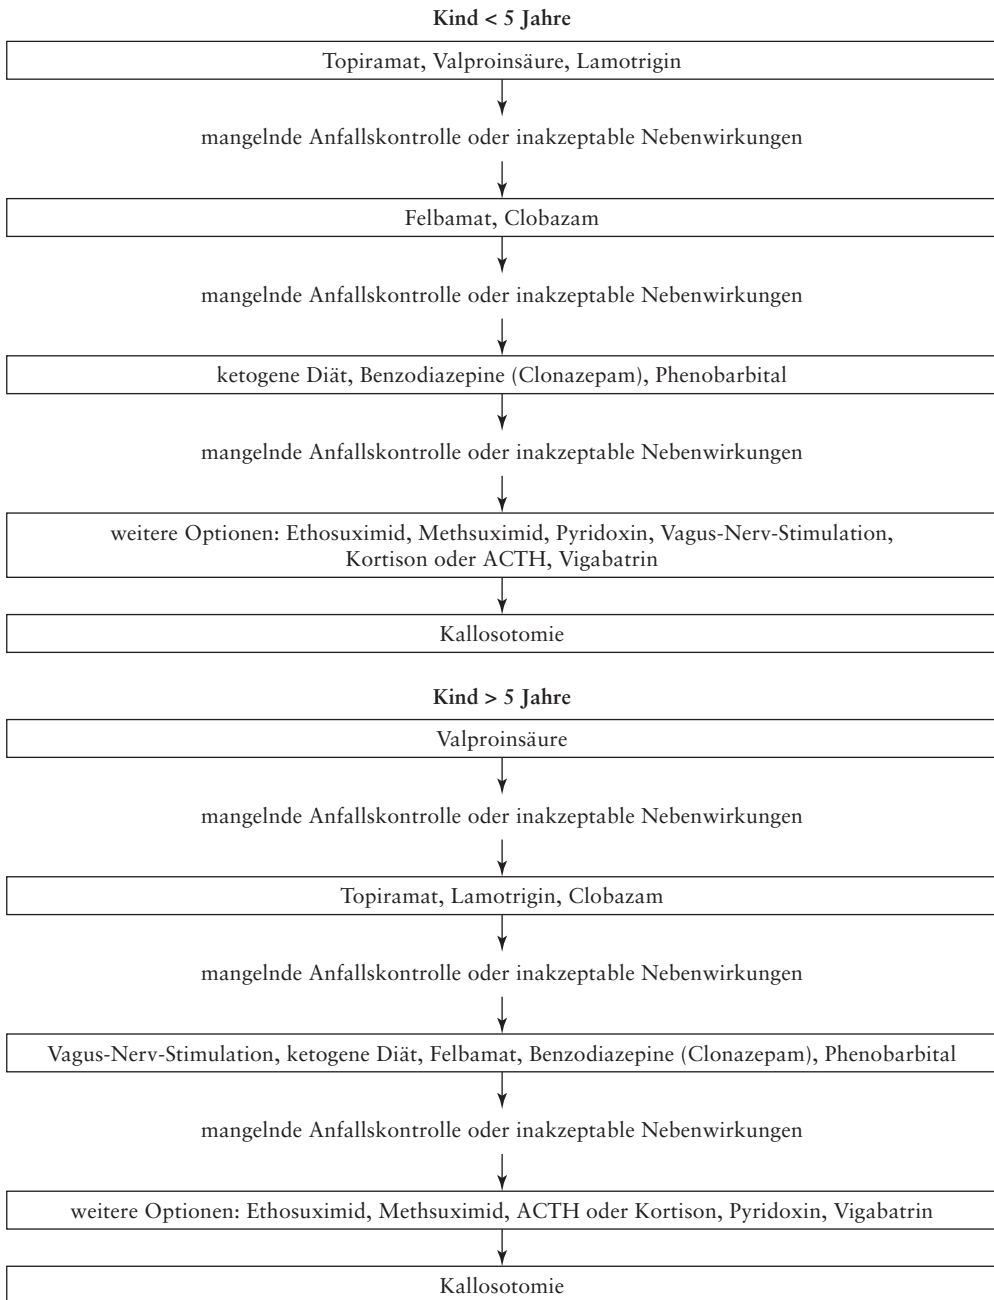 Kind < 5 Jahre
Topiramat, Valproinsäure, Lamotrigin
mangelnde Anfallskontrolle oder inakzeptable Nebenwirkungen
Felbamat, Clobazam
mangelnde Anfallskontrolle oder inakzeptable Nebenwirkungen
ketogene Diät, Benzodiazepine (Clonazepam), Phenobarbital
mangelnde Anfallskontrolle oder inakzeptable Nebenwirkungen
weitere Optionen: Ethosuximid, Methsuximid, Pyridoxin, Vagus-Nerv-Stimulation,
Kortison oder ACTH, Vigabatrin
Kallosotomie
Kind > 5 Jahre
Valproinsäure
mangelnde Anfallskontrolle oder inakzeptable Nebenwirkungen
Topiramat, Lamotrigin, Clobazam
mangelnde Anfallskontrolle oder inakzeptable Nebenwirkungen
Vagus-Nerv-Stimulation, ketogene Diät, Felbamat, Benzodiazepine (Clonazepam), Phenobarbital
mangelnde Anfallskontrolle oder inakzeptable Nebenwirkungen
weitere Optionen: Ethosuximid, Methsuximid, ACTH oder Kortison, Pyridoxin, Vigabatrin
Kallosotomie